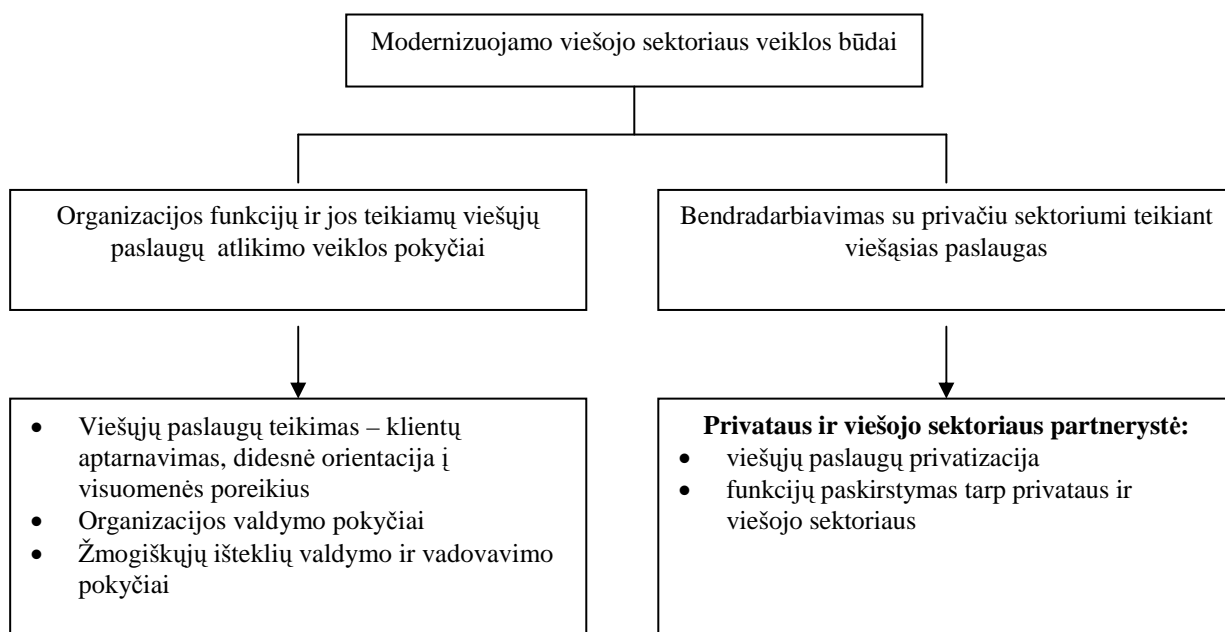 Modernizuojamo viešojo sektoriaus veiklos būdai
Organizacijos funkcijų ir jos teikiamų viešųjų
paslaugų atlikimo veiklos pokyčiai
Bendradarbiavimas su privačiu sektoriumi teikiant
viešąsias paslaugas
• Viešųjų paslaugų teikimas – klientų
aptarnavimas, didesnė orientacija į
visuomenės poreikius
• Organizacijos valdymo pokyčiai
• Žmogiškųjų išteklių valdymo ir vadovavimo
pokyčiai
Privataus ir viešojo sektoriaus partnerystė:
• viešųjų paslaugų privatizacija
• funkcijų paskirstymas tarp privataus ir
viešojo sektoriaus